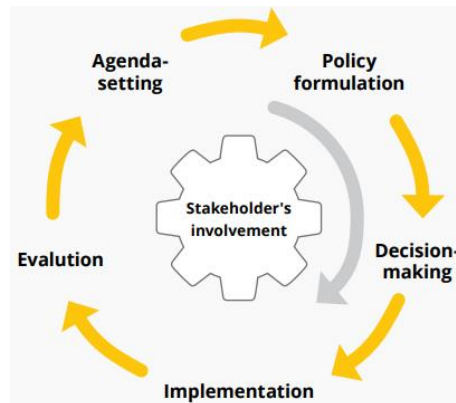 Agenda-
setting
Policy
formulation
Stakeholder's
involvement
Evalution
Decision-
making
Implementation